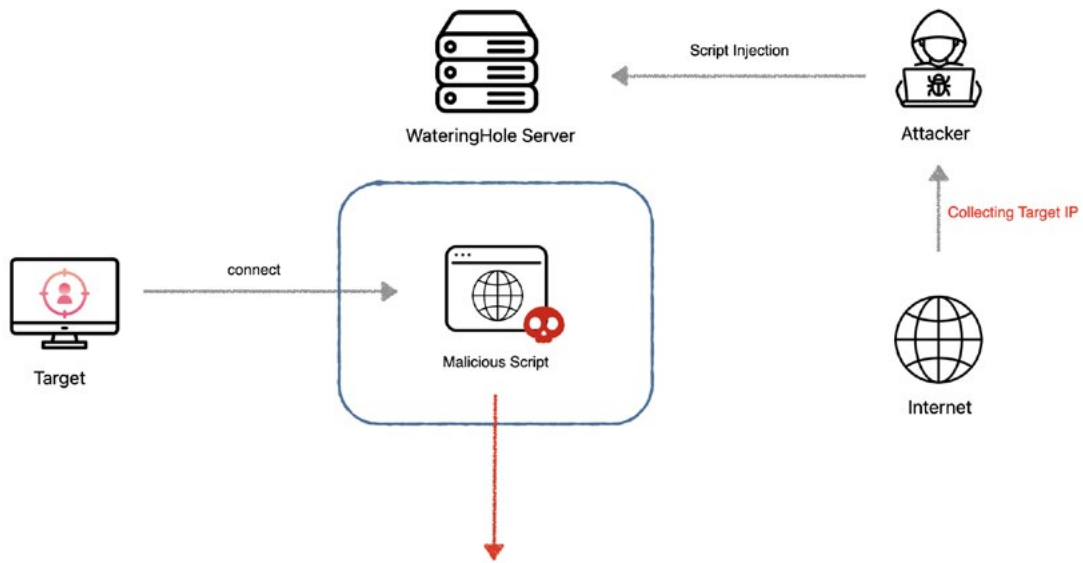 Script Injection
WateringHole Server
Attacker
Collecting Target IP
connect
Malicious Script
Target
Internet